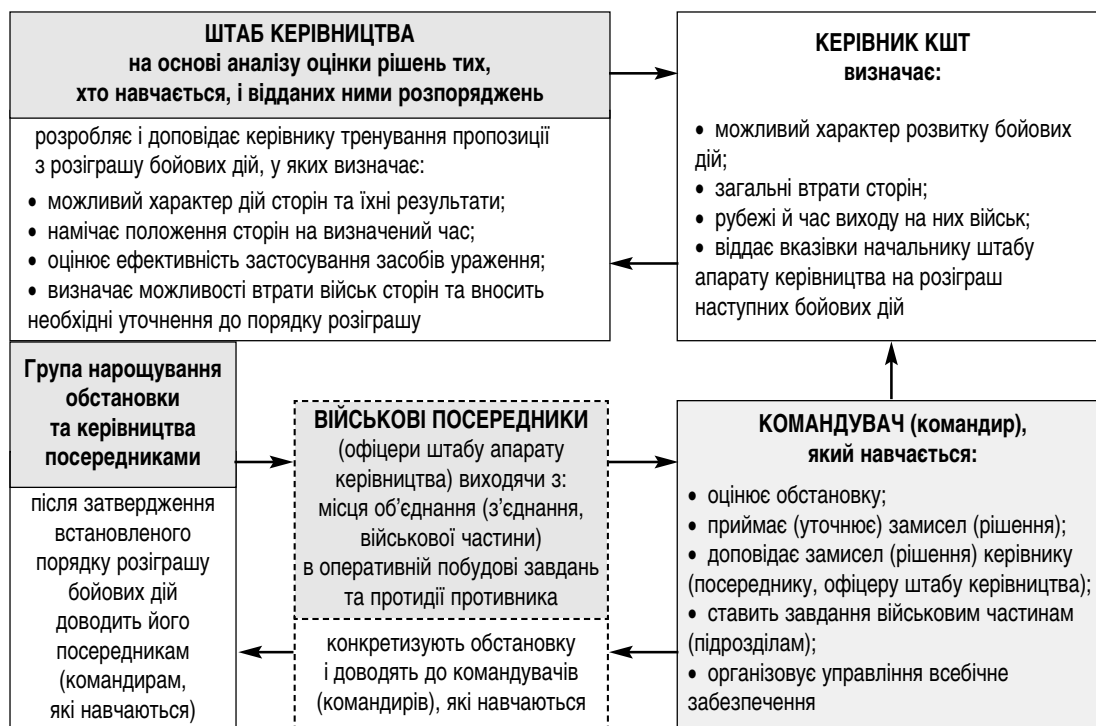 ШТАБ КЕРІВНИЦТВА
на основі аналізу оцінки рішень тих,
хто навчається, і відданих ними розпоряджень
розробляє і доповідає керівнику тренування пропозиції
з розіграшу бойових дій, у яких визначає:
• можливий характер дій сторін та їхні результати;
• намічає положення сторін на визначений час;
• оцінює ефективність застосування засобів ураження;
• визначає можливості втрати військ сторін та вносить
необхідні уточнення до порядку розіграшу
КЕРІВНИК КШТ
визначає:
• можливий характер розвитку бойових
дій;
• загальні втрати сторін;
• рубежі й час виходу на них військ;
• віддає вказівки начальнику штабу
апарату керівництва на розіграш
наступних бойових дій
Група нарощування
обстановки
та керівництва
посередниками
після затвердження
встановленого
порядку розіграшу
бойових дій
доводить його
посередникам
(командирам,
які навчаються)
ВІЙСЬКОВІ ПОСЕРЕДНИКИ
(офіцери штабу апарату
керівництва) виходячи з:
місця об’єднання (з’єднання,
військової частини)
в оперативній побудові завдань
та протидії противника
конкретизують обстановку
і доводять до командувачів
(командирів), які навчаються
КОМАНДУВАЧ (командир),
який навчається:
• оцінює обстановку;
• приймає (уточнює) замисел (рішення);
• доповідає замисел (рішення) керівнику
(посереднику, офіцеру штабу керівництва);
• ставить завдання військовим частинам
(підрозділам);
• організовує управління всебічне
забезпечення